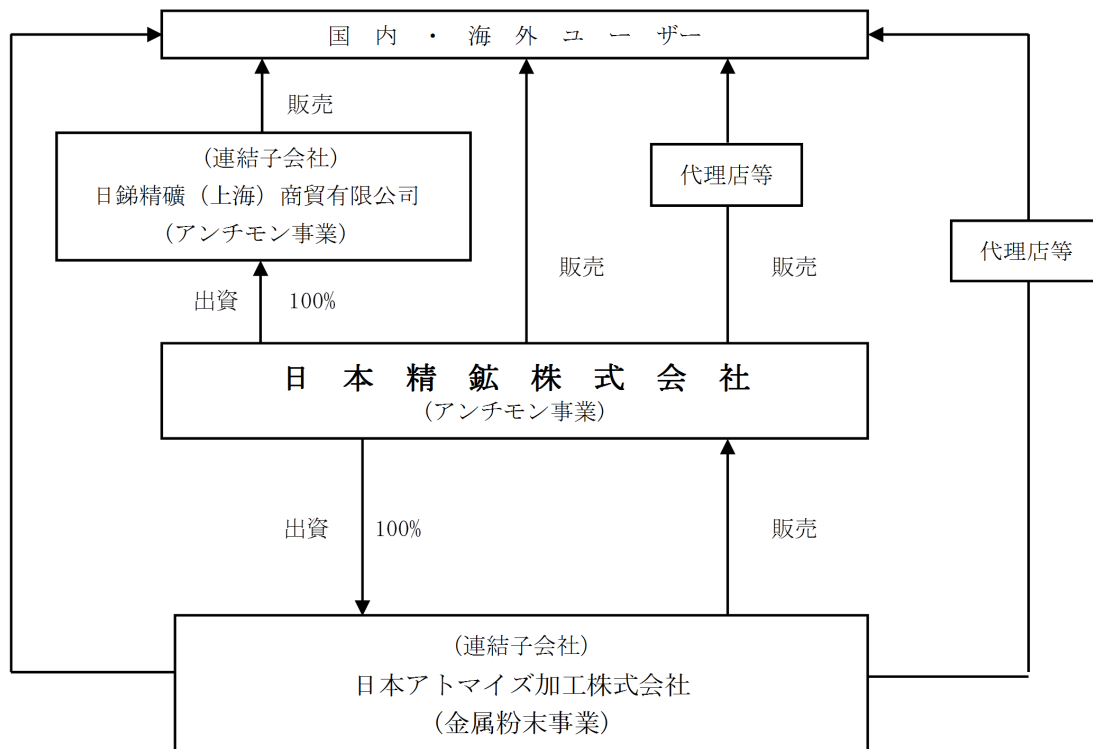 国内・海外ユーザー
販売
(連結子会社)
日銻精礦（上海）商貿有限公司
(アンチモン事業)
代理店等
代理店等
販売
販売
出資 100%
日本精鉱株式会社
(アンチモン事業)
出資 100%
販売
(連結子会社)
日本アトマイズ加工株式会社
(金属粉末事業)